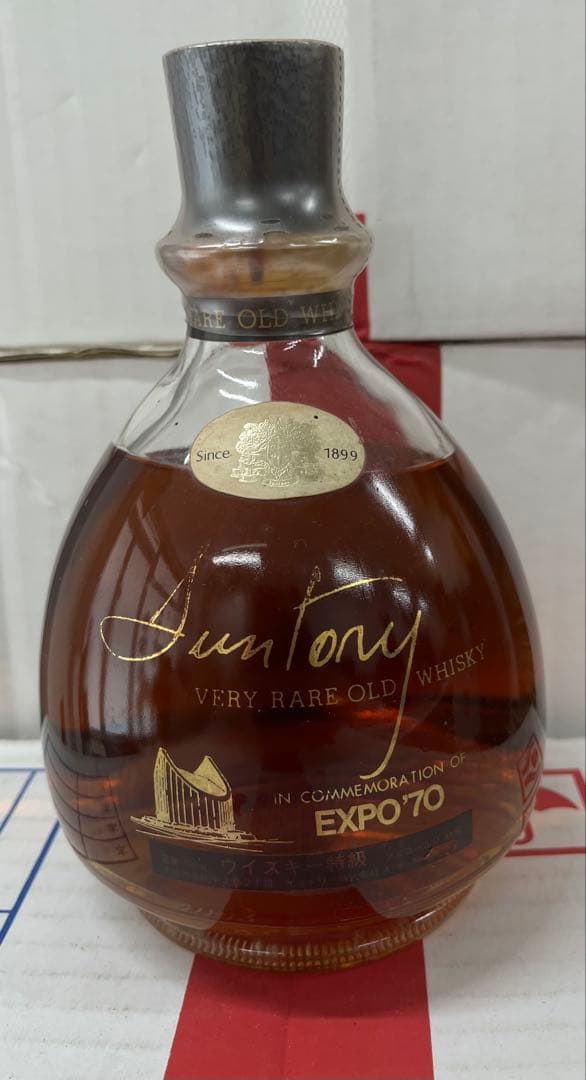 RARE OLD WH
Since 1899
Suntory
VERY RARE OLD WHISKY
IN COMMEMORATION OF
EXPO '70
ウイスキー特級